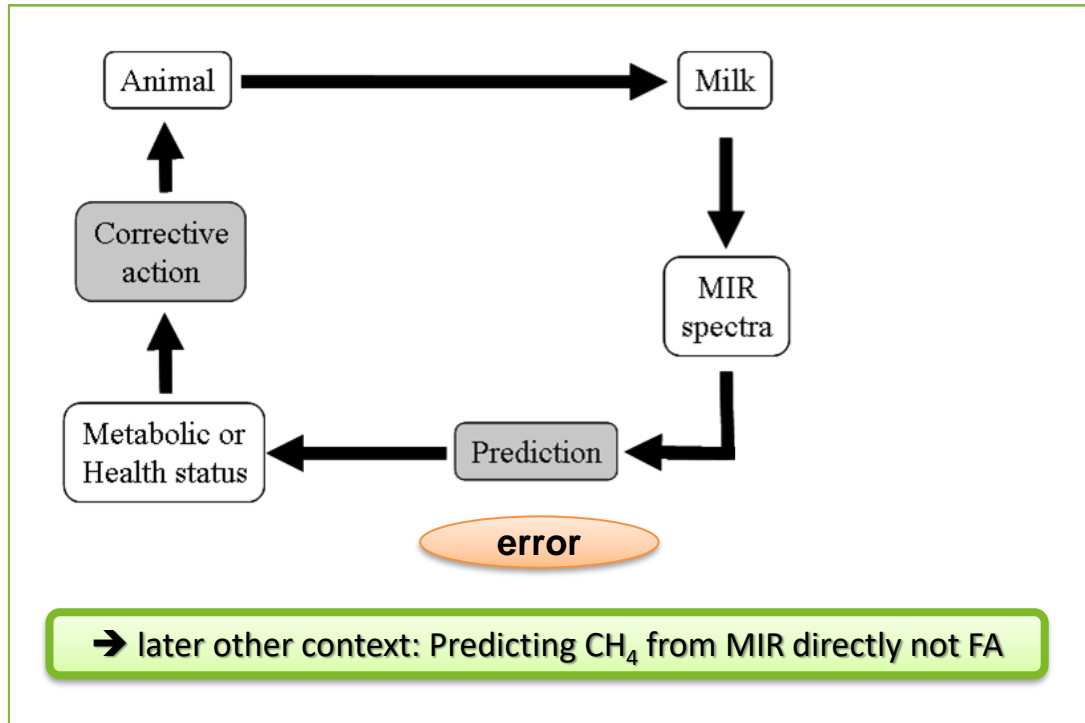 Animal
Milk
Corrective
action
MIR
spectra
Metabolic or
Health status
Prediction
error
➔ later other context: Predicting CH₄ from MIR directly not FA